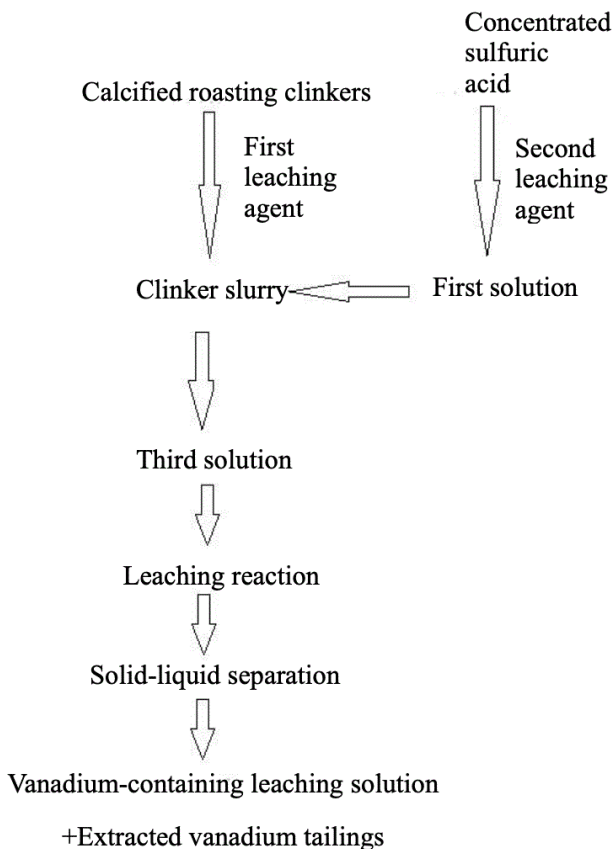 Concentrated
sulfuric
acid
Calcified roasting clinkers
First
leaching
agent
Second
leaching
agent
Clinker slurry
First solution
Third solution
Leaching reaction
Solid-liquid separation
Vanadium-containing leaching solution
+Extracted vanadium tailings